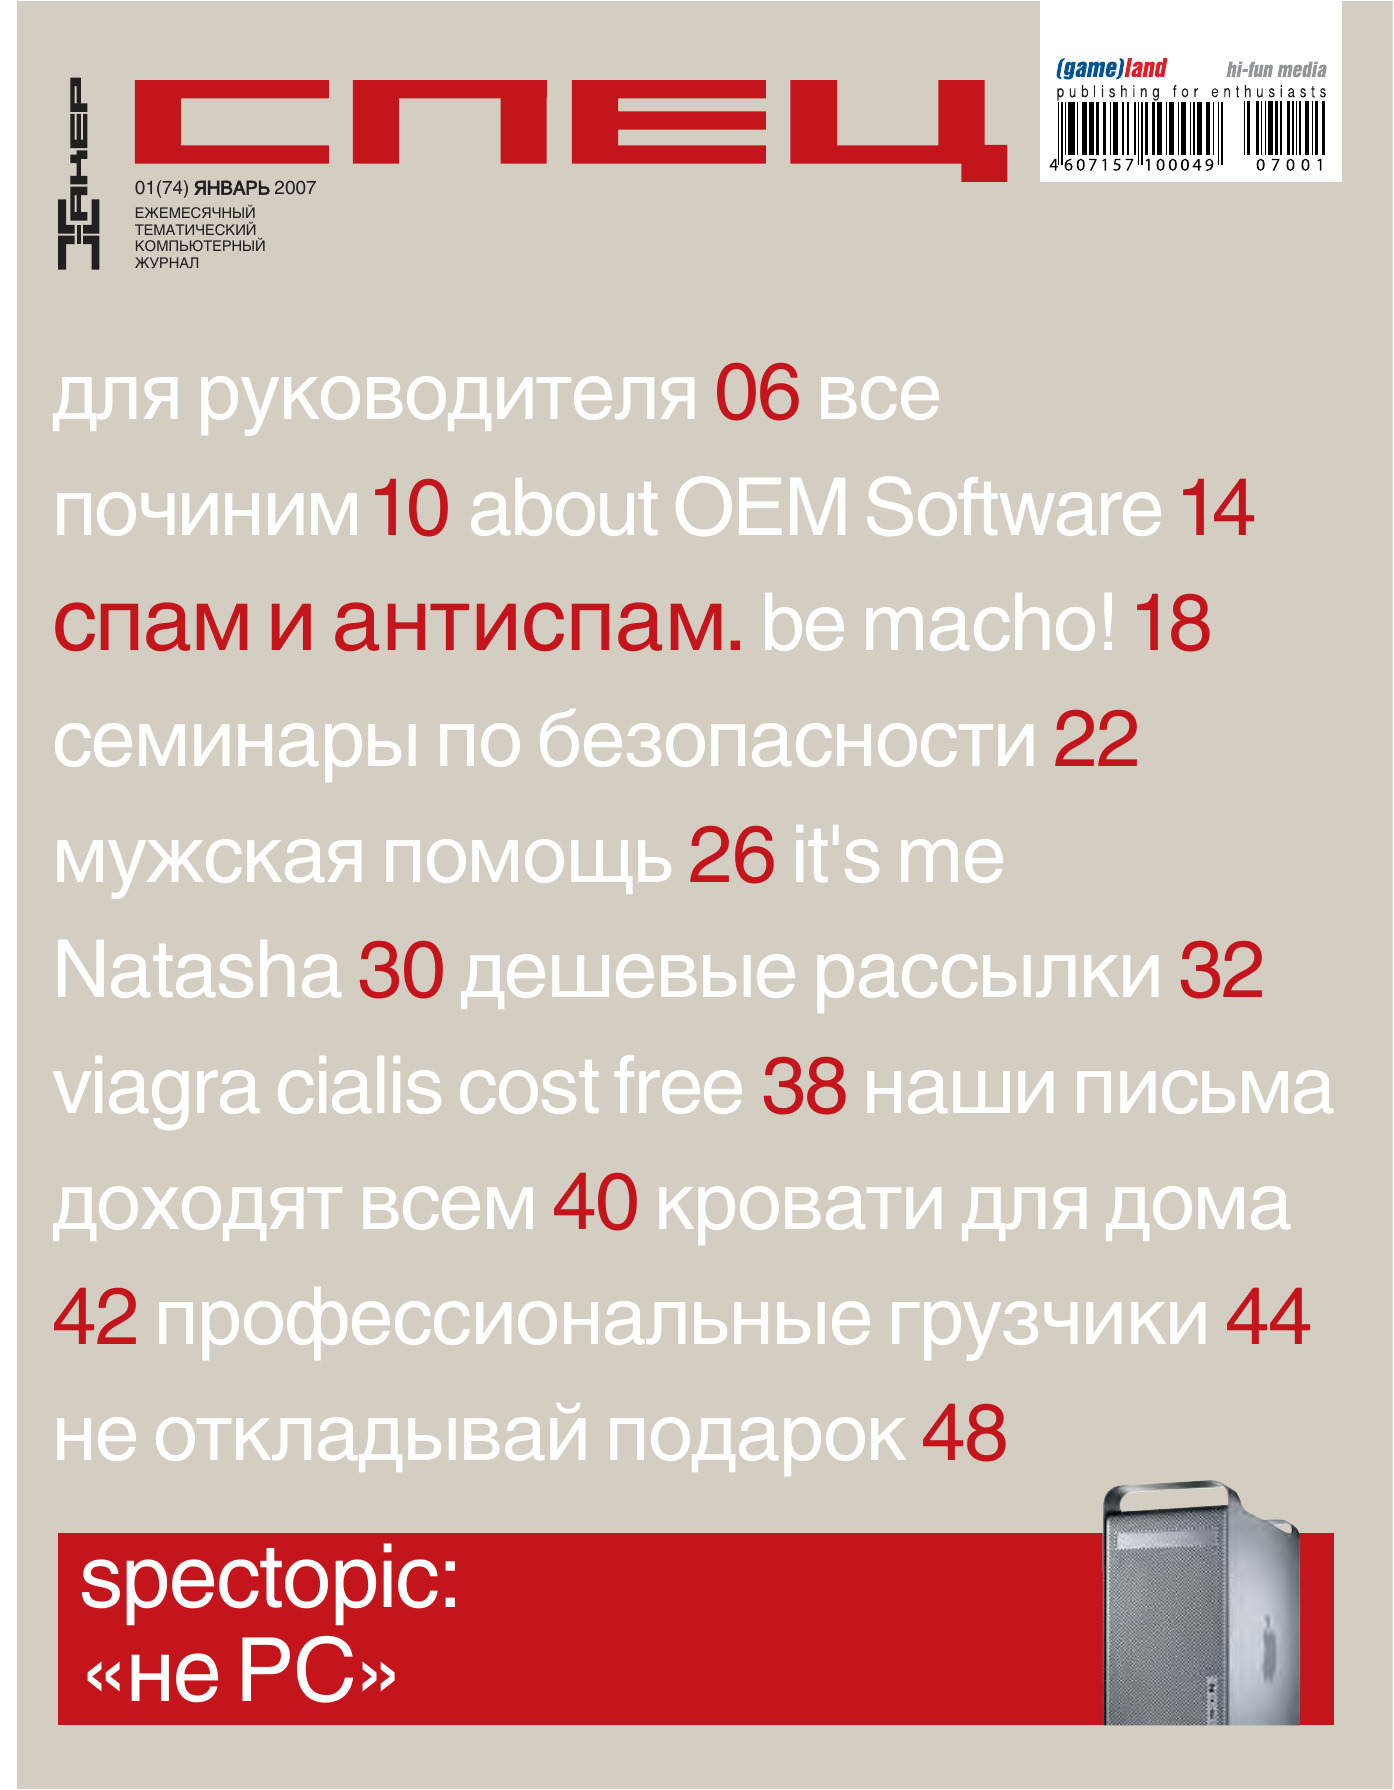 ХАКЕР
СПЕЦ
(game)land hi-fun media
publishing for enthusiasts
4 607157 100049 07001
01(74) ЯНВАРЬ 2007
ЕЖЕМЕСЯЧНЫЙ
ТЕМАТИЧЕСКИЙ
КОМПЬЮТЕРНЫЙ
ЖУРНАЛ
для руководителя 06 все
починим 10 about OEM Software 14
спам и антиспам. be macho! 18
семинары по безопасности 22
мужская помощь 26 it's me
Natasha 30 дешевые рассылки 32
viagra cialis cost free 38 наши письма
доходят всем 40 кровати для дома
42 профессиональные грузчики 44
не откладывай подарок 48
spectopic:
«не PC»